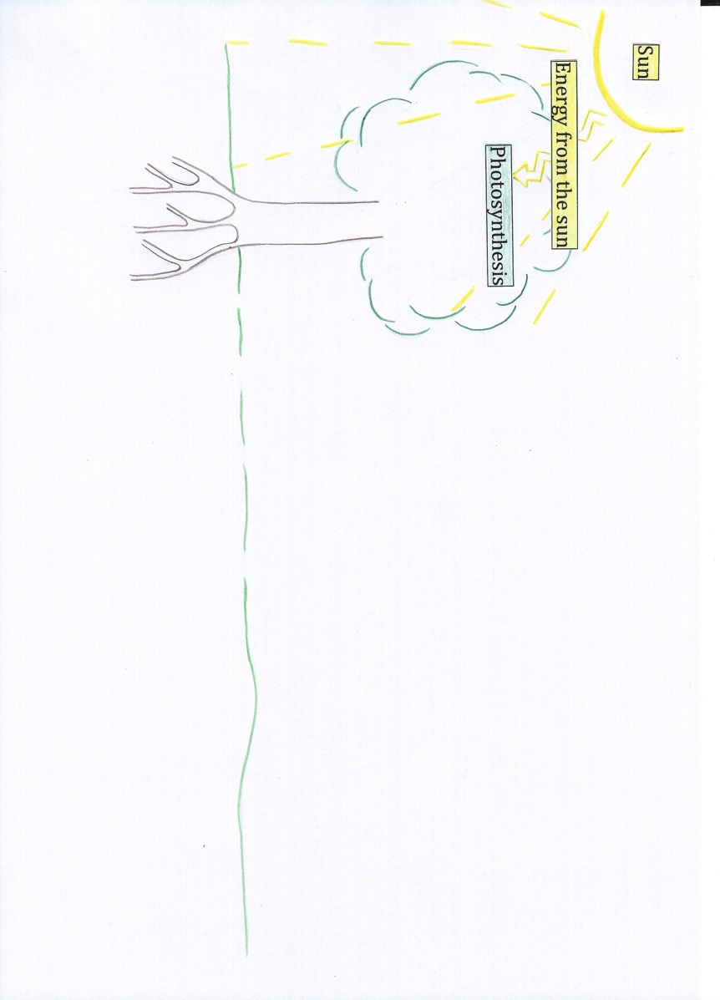 Sun
Energy from the sun
Photosynthesis